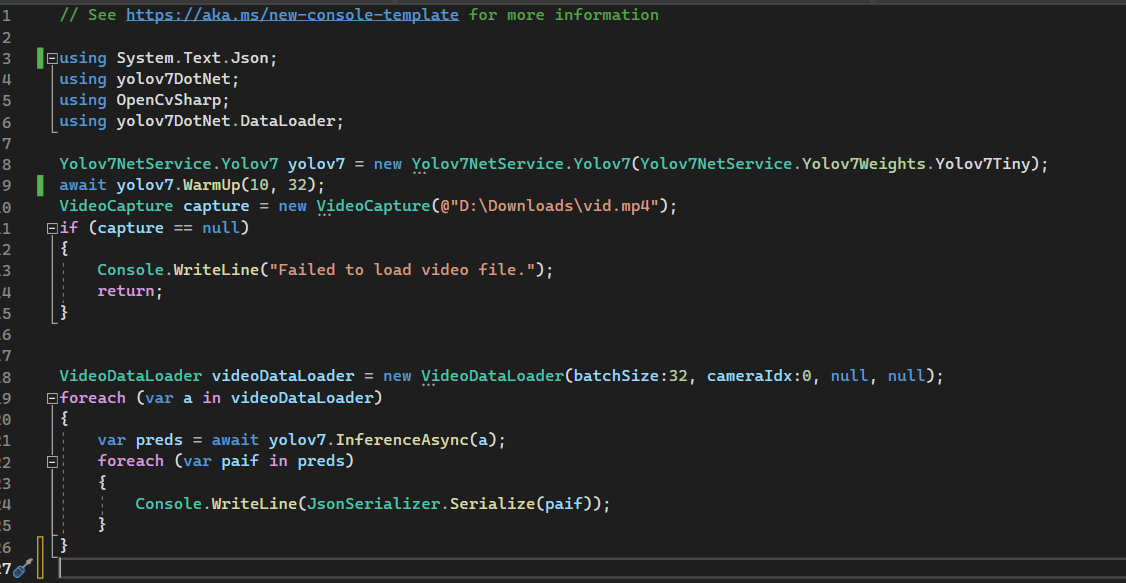 1 // See https://aka.ms/new-console-template for more information
2
3 using System.Text.Json;
4 using yolov7DotNet;
5 using OpenCvSharp;
6 using yolov7DotNet.DataLoader;
7
8 Yolov7NetService.Yolov7 yolov7 = new Yolov7NetService.Yolov7(Yolov7NetService.Yolov7Weights.Yolov7Tiny);
9 await yolov7.WarmUp(10, 32);
0 VideoCapture capture = new VideoCapture(@"D:\Downloads\vid.mp4");
1 if (capture == null)
2 {
3 Console.WriteLine("Failed to load video file.");
4 return;
5 }
6
7
8 VideoDataLoader videoDataLoader = new VideoDataLoader(batchSize:32, cameraIdx:0, null, null);
9 foreach (var a in videoDataLoader)
0 {
1 var preds = await yolov7.InferenceAsync(a);
2 foreach (var paif in preds)
3 {
4 Console.WriteLine(JsonSerializer.Serialize(paif));
5 }
6 }
7